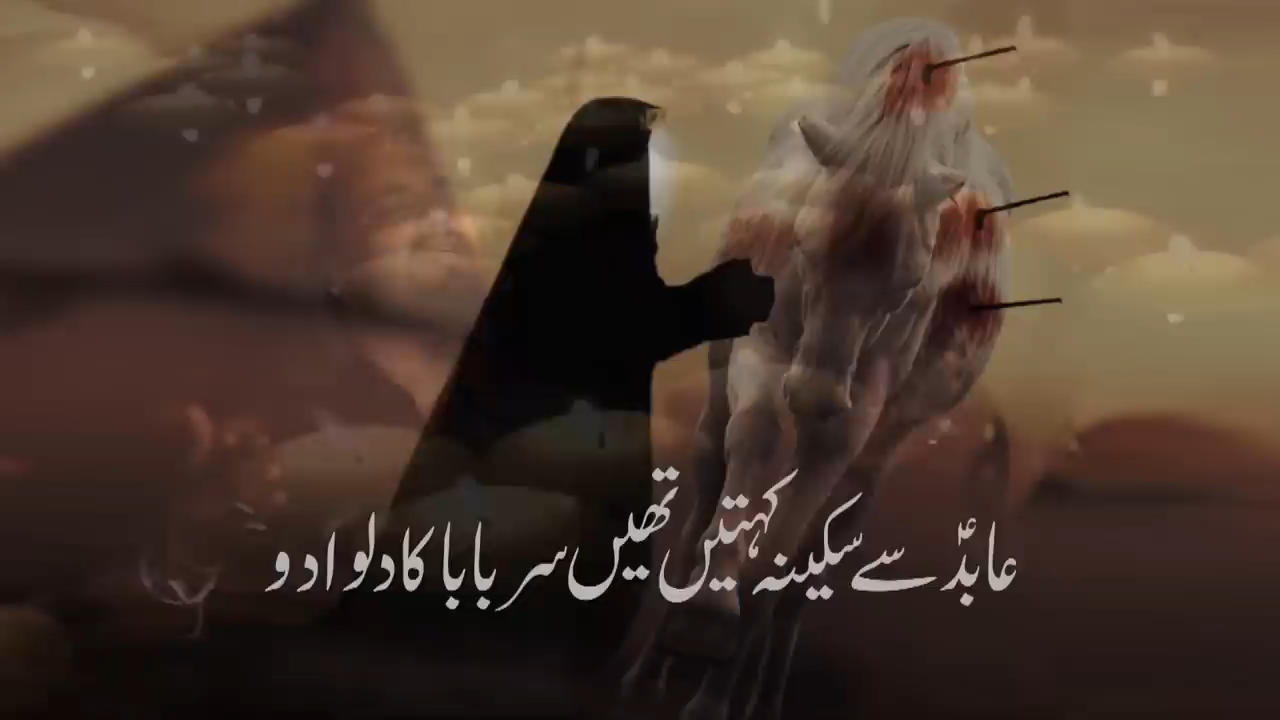 عابدؑ سے سکینہ کہتیں تھیں سر بابا کا دلوا دو